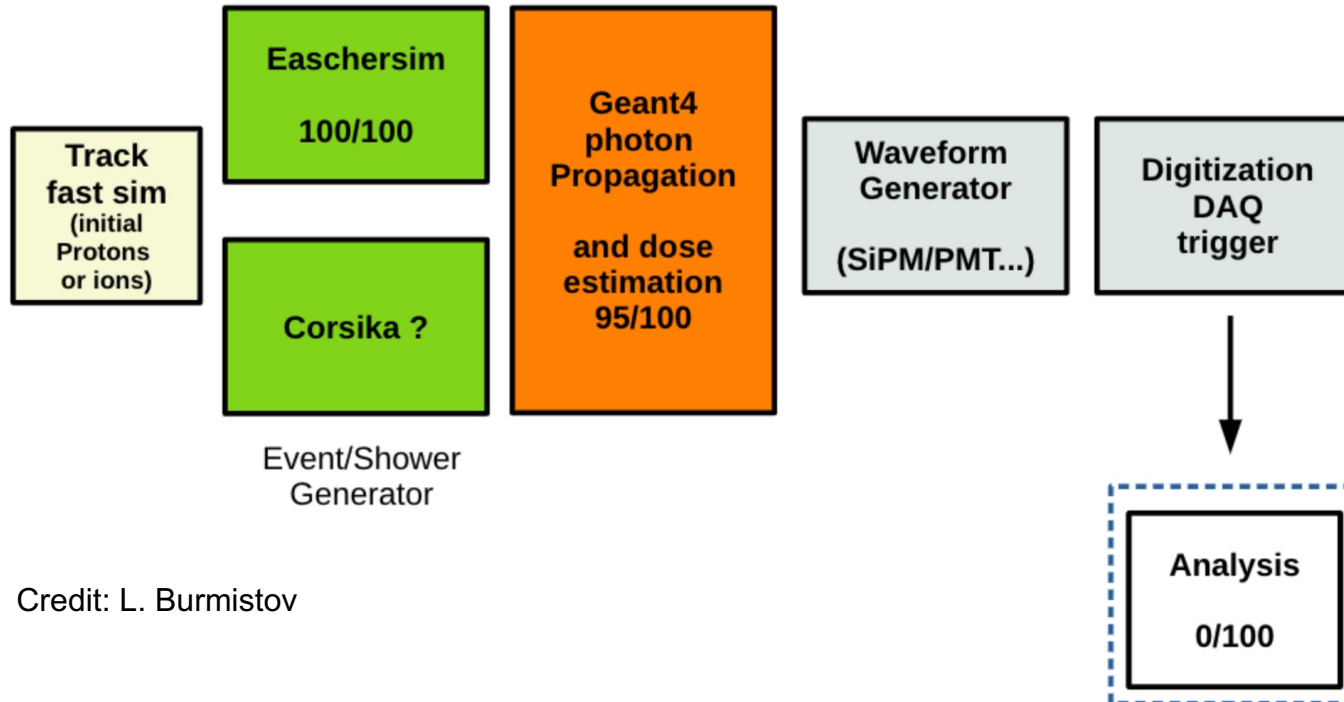 Track
fast sim
(initial
Protons
or ions)
Easchersim
100/100
Corsika ?
Event/Shower
Generator
Geant4
photon
Propagation
and dose
estimation
95/100
Waveform
Generator
(SiPM/PMT...)
Digitization
DAQ
trigger
Analysis
0/100
Credit: L. Burmistov